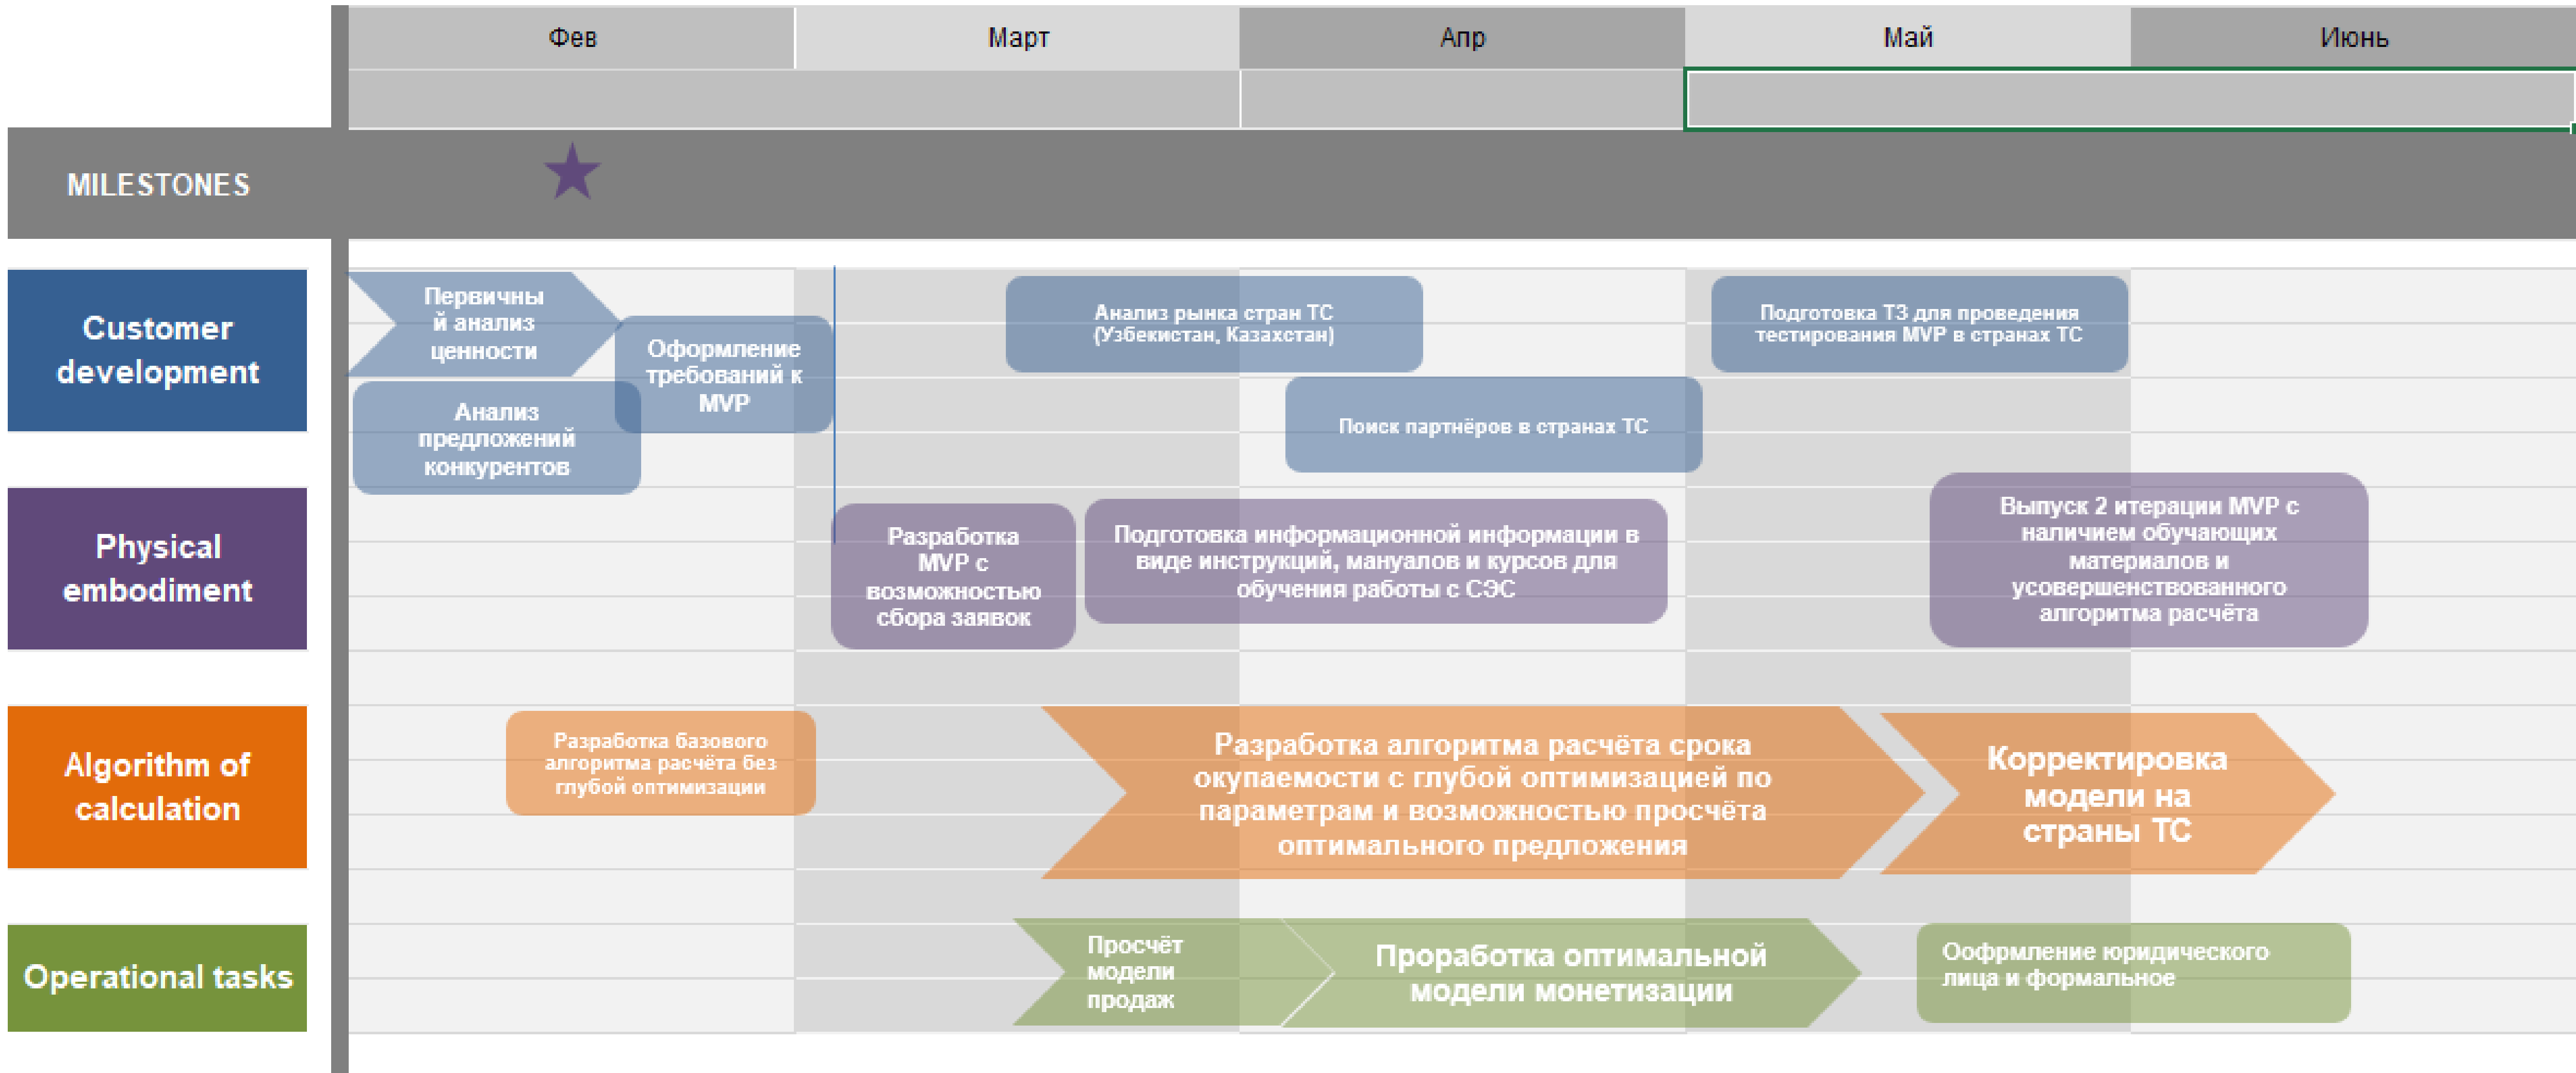 Фев
Март
Апр
Май
Июнь
MILESTONES
Customer
development
Первичны
й анализ
ценности
Оформление
требований к
MVP
Анализ
предложений
конкурентов
Анализ рынка стран ТС
(Узбекистан, Казахстан)
Поиск партнёров в странах ТС
Подготовка ТЗ для проведения
тестирования MVP в странах ТС
Physical
embodiment
Разработка
MVP с
возможностью
сбора заявок
Подготовка информационной информации в
виде инструкций, мануалов и курсов для
обучения работы с СЭС
Выпуск 2 итерации MVP с
наличием обучающих
материалов и
усовершенствованного
алгоритма расчёта
Algorithm of
calculation
Разработка базового
алгоритма расчёта без
глубой оптимизации
Разработка алгоритма расчёта срока
окупаемости с глубой оптимизацией по
параметрам и возможностью просчёта
оптимального предложения
Корректировка
модели на
страны ТС
Operational tasks
Просчёт
модели
продаж
Проработка оптимальной
модели монетизации
Оофрмление юридического
лица и формальное